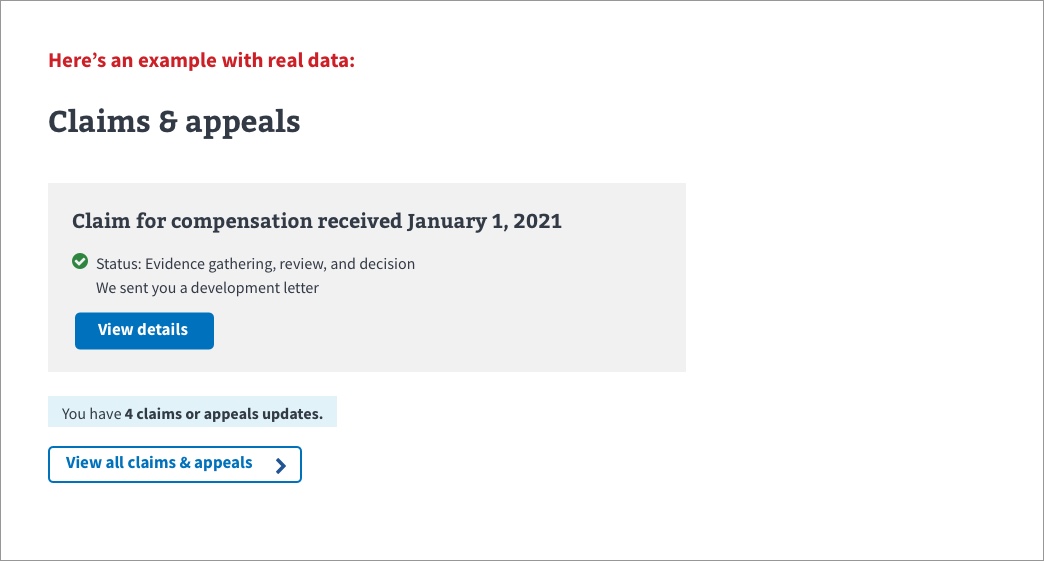 Here’s an example with real data:
Claims & appeals
Claim for compensation received January 1, 2021
Status: Evidence gathering, review, and decision
We sent you a development letter
View details
You have 4 claims or appeals updates.
View all claims & appeals